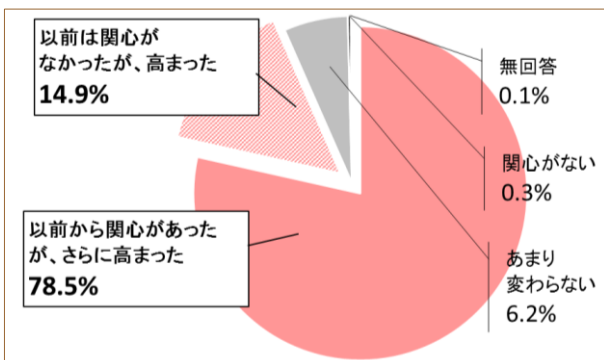 以前は関心が
なかったが、高まった
14.9%
無回答
0.1%
関心がない
0.3%
以前から関心があった
が、さらに高まった
78.5%
あまり
変わらない
6.2%